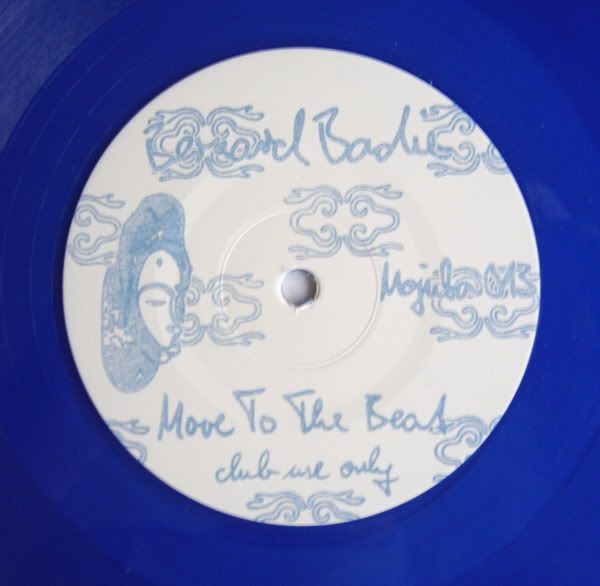 Bernard Badie
Mojuba 013
Move To The Beat
club use only